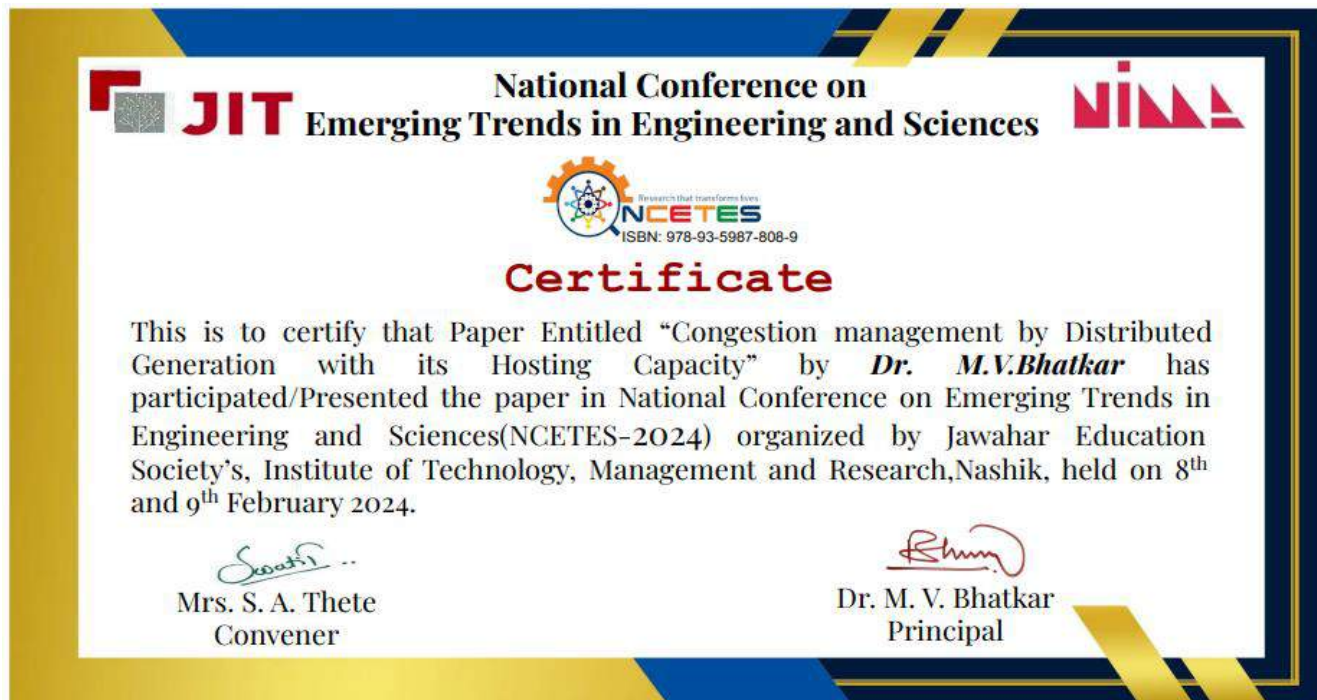 JIT
National Conference on
Emerging Trends in Engineering and Sciences
NIMA
Research that transforms lives
NCETES
ISBN: 978-93-5987-808-9
Certificate
This is to certify that Paper Entitled “Congestion management by Distributed
Generation with its Hosting Capacity” by Dr. M.V.Bhatkar has
participated/Presented the paper in National Conference on Emerging Trends in
Engineering and Sciences(NCETES-2024) organized by Jawahar Education
Society’s, Institute of Technology, Management and Research,Nashik, held on 8th
and 9th February 2024.
Mrs. S. A. Thete
Convener
Dr. M. V. Bhatkar
Principal